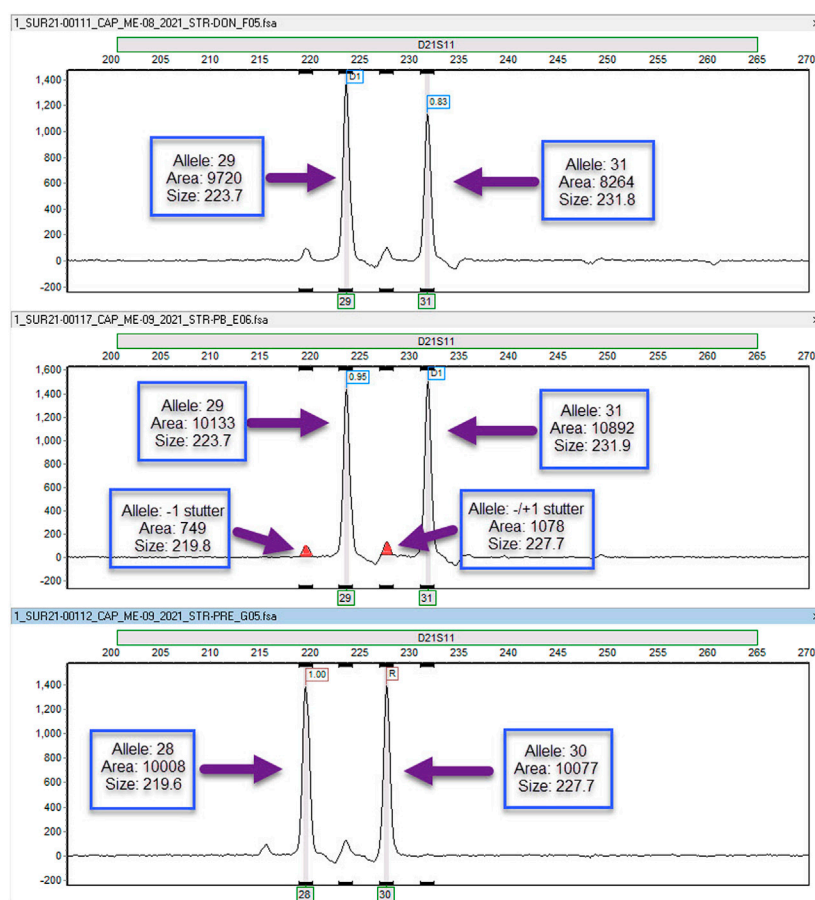 1_SUR21-00111_CAP_ME-08_2021_STR-DON_F05.fsa
D21S11
200 205 210 215 220 225 230 235 240 245 250 255 260 265 270
1,400
1,200
1,000
800
600
400
200
0
-200
D1
0.83
Allele: 29
Area: 9720
Size: 223.7
Allele: 31
Area: 8264
Size: 231.8
29 31
1_SUR21-00117_CAP_ME-09_2021_STR-PB_E06.fsa
D21S11
200 205 210 215 220 225 230 235 240 245 250 255 260 265 270
1,600
1,400
1,200
1,000
800
600
400
200
0
-200
0.95
D1
Allele: 29
Area: 10133
Size: 223.7
Allele: 31
Area: 10892
Size: 231.9
Allele: -1 stutter
Area: 749
Size: 219.8
Allele: -/+1 stutter
Area: 1078
Size: 227.7
29 31
1_SUR21-00112_CAP_ME-09_2021_STR-PRE_G05.fsa
D21S11
200 205 210 215 220 225 230 235 240 245 250 255 260 265 270
1,400
1,200
1,000
800
600
400
200
0
-200
1.00
R
Allele: 28
Area: 10008
Size: 219.6
Allele: 30
Area: 10077
Size: 227.7
28 30